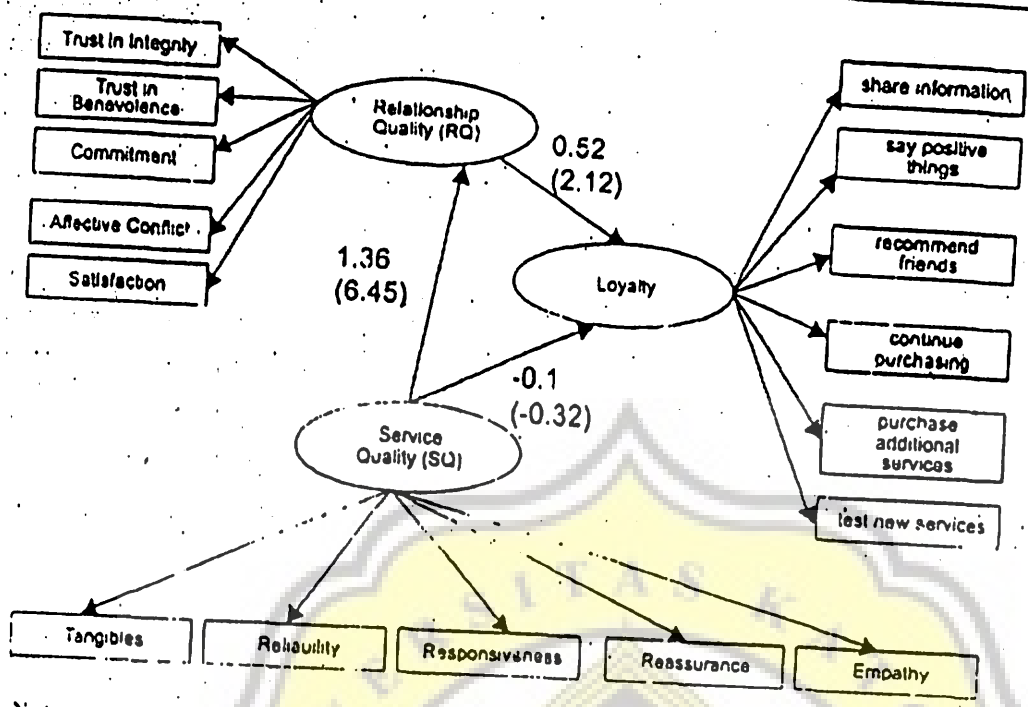 Trust in Integrity
Trust in
Benevolence
Commitment
Affective Conflict
Satisfaction
Relationship
Quality (RQ)
0.52
(2.12)
1.36
(6.45)
Loyalty
-0.1
(-0.32)
Service
Quality (SQ)
share information
say positive
things
recommend
friends
continue
purchasing
purchase
additional
services
test new services
Tangibles
Reliability
Responsiveness
Reassurance
Empathy
SITAS K